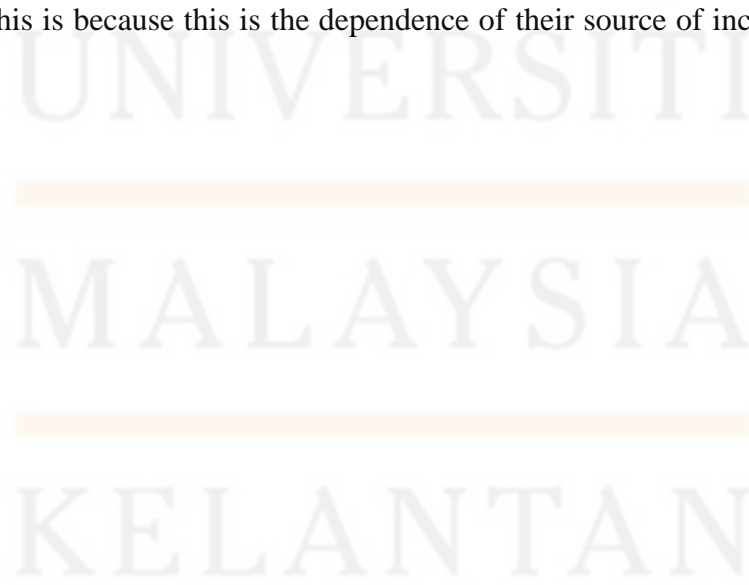 his is because this is the dependence of their source of inc
UNIVERSITI
MALAYSIA
KELANTAN